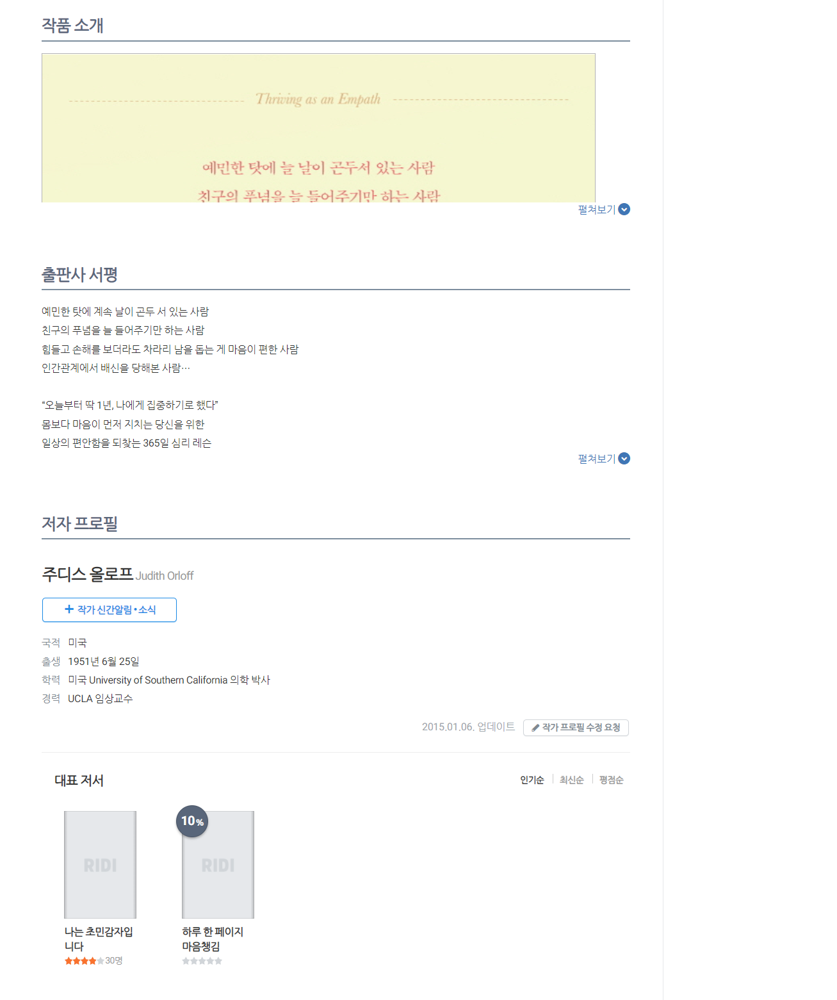 작품 소개
Thriving as an Empath
예민한 탓에 늘 날이 곤두서 있는 사람
친구의 푸념을 늘 들어주기만 하는 사람
펼쳐보기
출판사 서평
예민한 탓에 계속 날이 곤두 서 있는 사람
친구의 푸념을 늘 들어주기만 하는 사람
힘들고 손해를 보더라도 차라리 남을 돕는 게 마음이 편한 사람
인간관계에서 배신을 당해본 사람…
“오늘부터 딱 1년, 나에게 집중하기로 했다”
몸보다 마음이 먼저 지치는 당신을 위한
일상의 편안함을 되찾는 365일 심리 레슨
펼쳐보기
저자 프로필
주디스 올로프 Judith Orloff
+ 작가 신간알림 • 소식
국적 미국
출생 1951년 6월 25일
학력 미국 University of Southern California 의학 박사
경력 UCLA 임상교수
2015.01.06. 업데이트 작가 프로필 수정 요청
대표 저서 인기순 최신순 평점순
10%
RIDI RIDI
나는 초민감자입
니다
30명
하루 한 페이지
마음챙김